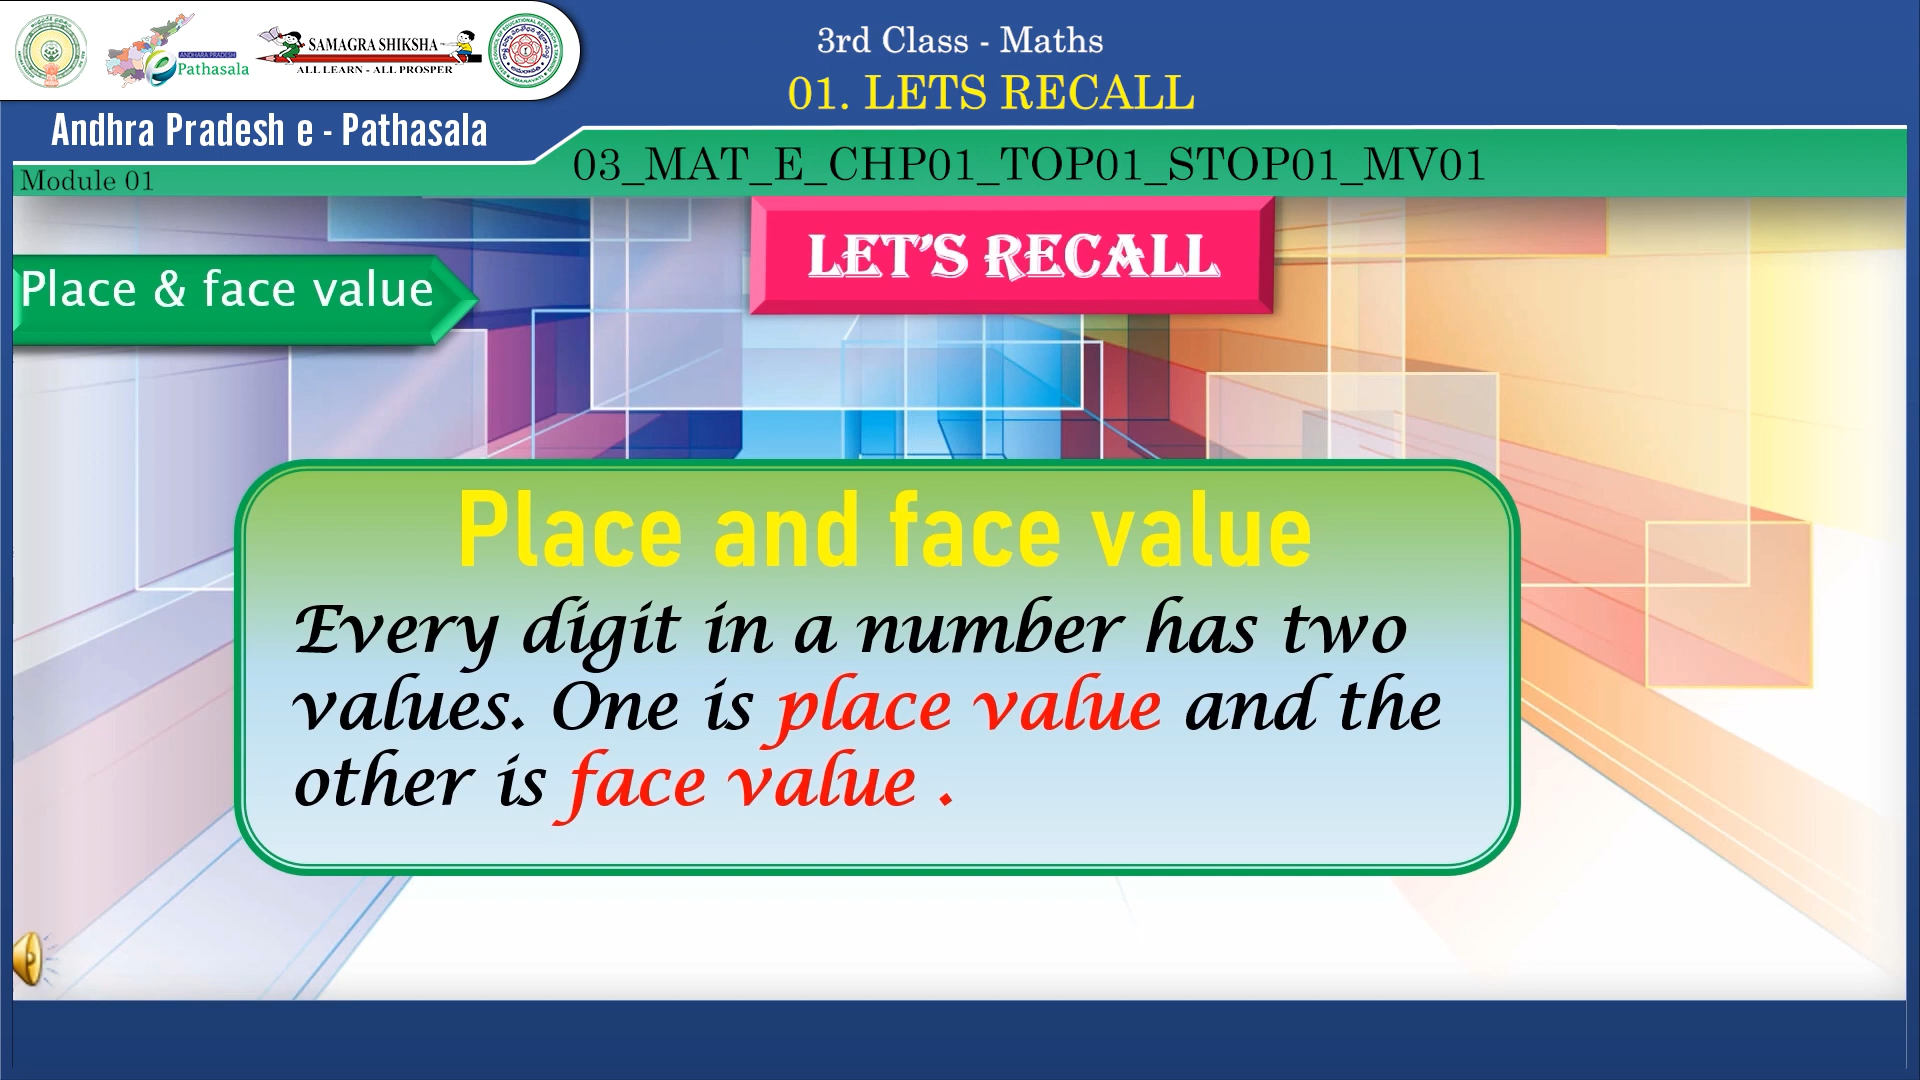 ANDHRA PRADESH
e Pathasala
SAMAGRA SHIKSHA
ALL LEARN - ALL PROSPER
Andhra Pradesh e - Pathasala
3rd Class - Maths
01. LETS RECALL
Module 01
03_MAT_E_CHP01_TOP01_STOP01_MV01
LET'S RECALL
Place & face value
Place and face value
Every digit in a number has two
values. One is place value and the
other is face value .